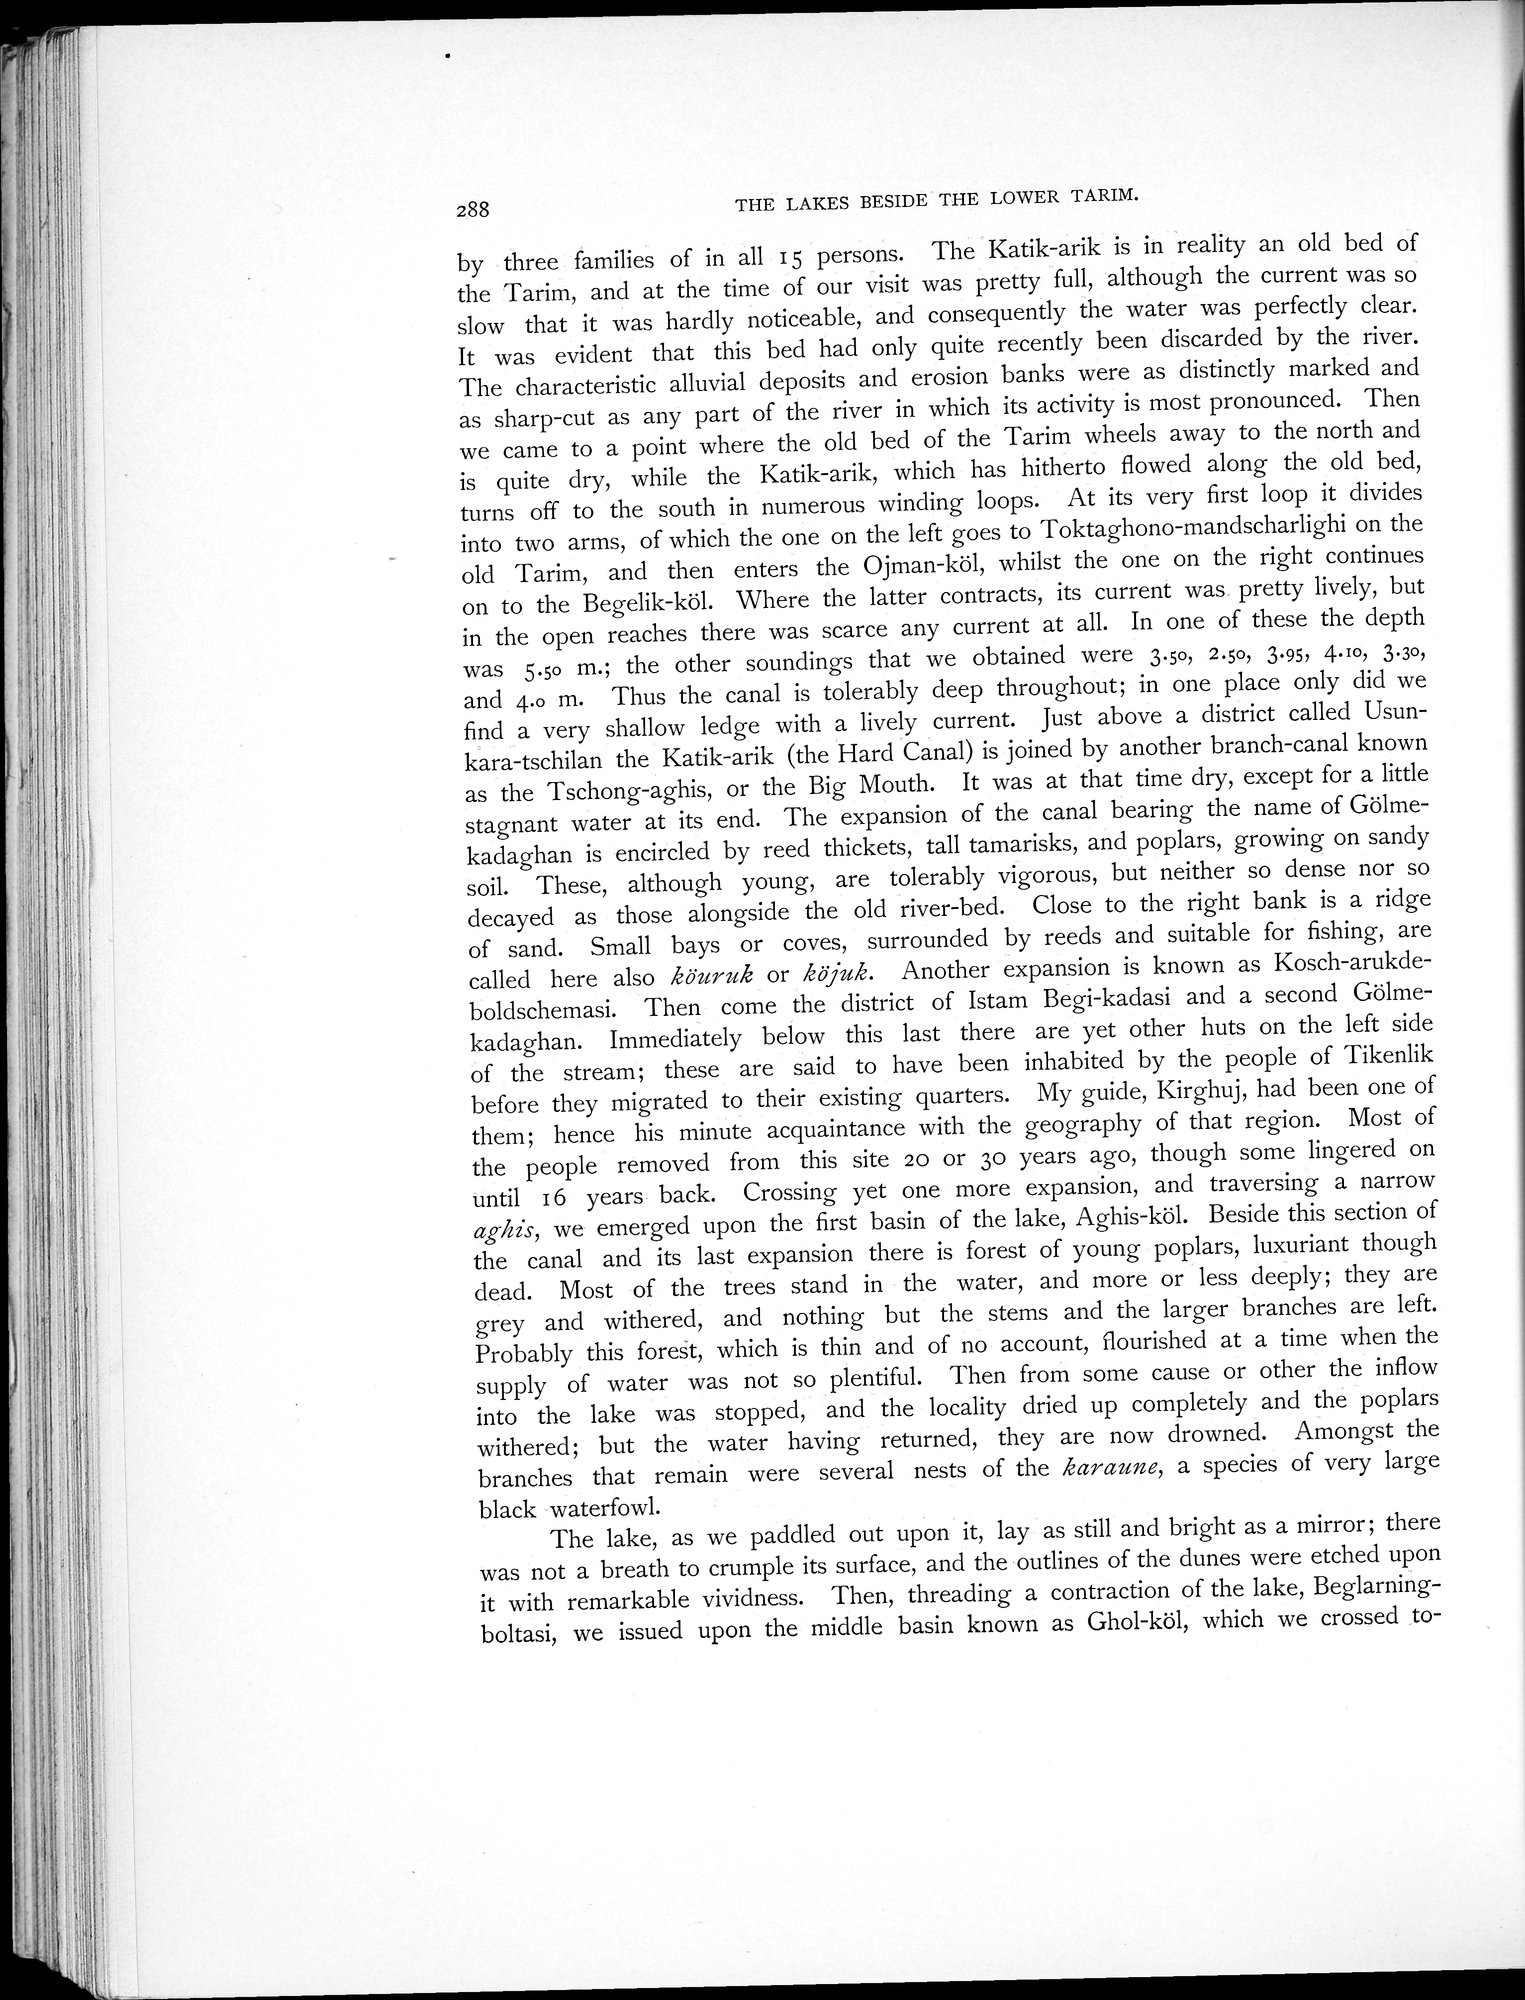 288
THE LAKES BESIDE THE LOWER TARIM.
by three families of in all 15 persons. The Katik-arik is in reality an old bed of
the Tarim, and at the time of our visit was pretty full, although the current was so
slow that it was hardly noticeable, and consequently the water was perfectly clear.
It was evident that this bed had only quite recently been discarded by the river.
The characteristic alluvial deposits and erosion banks were as distinctly marked and
as sharp-cut as any part of the river in which its activity is most pronounced. Then
we came to a point where the old bed of the Tarim wheels away to the north and
is quite dry, while the Katik-arik, which has hitherto flowed along the old bed,
turns off to the south in numerous winding loops. At its very first loop it divides
into two arms, of which the one on the left goes to Toktaghono-mandscharlighi on the
old Tarim, and then enters the Ojman-köl, whilst the one on the right continues
on to the Begelik-köl. Where the latter contracts, its current was pretty lively, but
in the open reaches there was scarce any current at all. In one of these the depth
was 5.50 m.; the other soundings that we obtained were 3.50, 2.50, 3.95, 4.10, 3.30,
and 4.0 m. Thus the canal is tolerably deep throughout; in one place only did we
find a very shallow ledge with a lively current. Just above a district called Usun-
kara-tschilan the Katik-arik (the Hard Canal) is joined by another branch-canal known
as the Tschong-aghis, or the Big Mouth. It was at that time dry, except for a little
stagnant water at its end. The expansion of the canal bearing the name of Gölme-
kadaghan is encircled by reed thickets, tall tamarisks, and poplars, growing on sandy
soil. These, although young, are tolerably vigorous, but neither so dense nor so
decayed as those alongside the old river-bed. Close to the right bank is a ridge
of sand. Small bays or coves, surrounded by reeds and suitable for fishing, are
called here also köuruk or köjuk. Another expansion is known as Kosch-arukde-
boldschemasi. Then come the district of Istam Begi-kadasi and a second Gölme-
kadaghan. Immediately below this last there are yet other huts on the left side
of the stream; these are said to have been inhabited by the people of Tikenlik
before they migrated to their existing quarters. My guide, Kirghuj, had been one of
them; hence his minute acquaintance with the geography of that region. Most of
the people removed from this site 20 or 30 years ago, though some lingered on
until 16 years back. Crossing yet one more expansion, and traversing a narrow
aghis, we emerged upon the first basin of the lake, Aghis-köl. Beside this section of
the canal and its last expansion there is forest of young poplars, luxuriant though
dead. Most of the trees stand in the water, and more or less deeply; they are
grey and withered, and nothing but the stems and the larger branches are left.
Probably this forest, which is thin and of no account, flourished at a time when the
supply of water was not so plentiful. Then from some cause or other the inflow
into the lake was stopped, and the locality dried up completely and the poplars
withered; but the water having returned, they are now drowned. Amongst the
branches that remain were several nests of the karaune, a species of very large
black waterfowl.
The lake, as we paddled out upon it, lay as still and bright as a mirror; there
was not a breath to crumple its surface, and the outlines of the dunes were etched upon
it with remarkable vividness. Then, threading a contraction of the lake, Beglarning-
boltasi, we issued upon the middle basin known as Ghol-köl, which we crossed to-